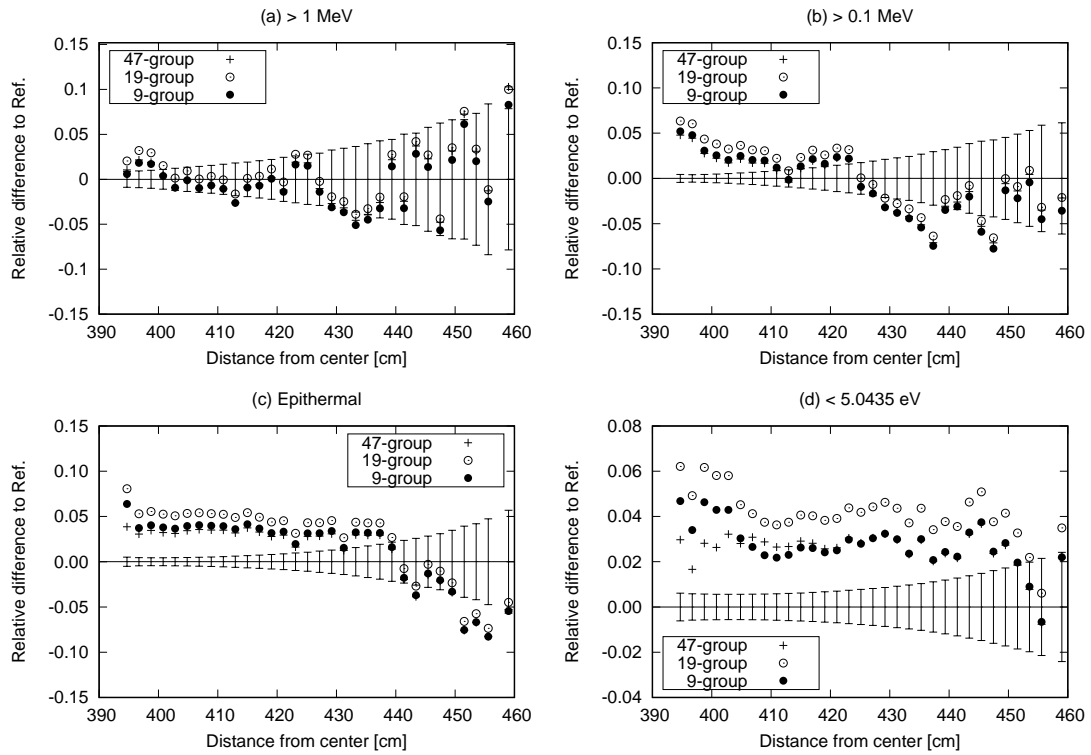 (a) > 1 MeV
Relative difference to Ref.
0.15
0.1
0.05
0
-0.05
-0.1
-0.15
47-group
19-group
9-group
390 400 410 420 430 440 450 460
Distance from center [cm]
(b) > 0.1 MeV
Relative difference to Ref.
0.15
0.10
0.05
0.00
-0.05
-0.10
-0.15
47-group
19-group
9-group
390 400 410 420 430 440 450 460
Distance from center [cm]
(c) Epithermal
Relative difference to Ref.
0.15
0.10
0.05
0.00
-0.05
-0.10
-0.15
47-group
19-group
9-group
390 400 410 420 430 440 450 460
Distance from center [cm]
(d) < 5.0435 eV
Relative difference to Ref.
0.08
0.06
0.04
0.02
0.00
-0.02
-0.04
47-group
19-group
9-group
390 400 410 420 430 440 450 460
Distance from center [cm]